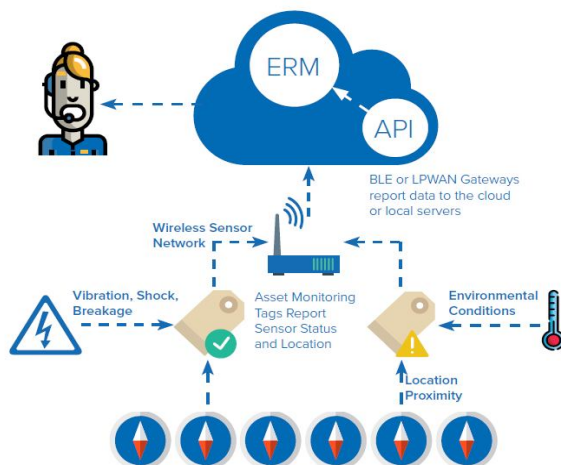 ERM
API
BLE or LPWAN Gateways
report data to the cloud
or local servers
Wireless Sensor
Network
Vibration, Shock,
Breakage
Asset Monitoring
Tags Report
Sensor Status
and Location
Environmental
Conditions
Location
Proximity